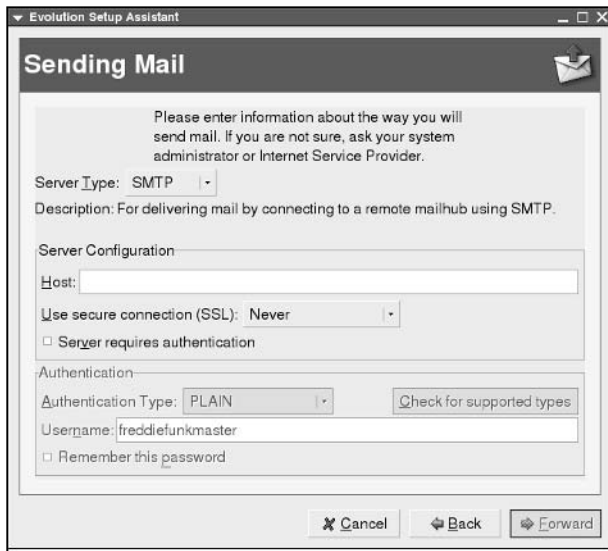 Evolution Setup Assistant
Sending Mail
Please enter information about the way you will
send mail. If you are not sure, ask your system
administrator or Internet Service Provider.
Server Type: SMTP
Description: For delivering mail by connecting to a remote mailhub using SMTP.
Server Configuration
Host:
Use secure connection (SSL): Never
Server requires authentication
Authentication
Authentication Type: PLAIN Check for supported types
Username: freddiefunkmaster
Remember this password
Cancel Back Forward